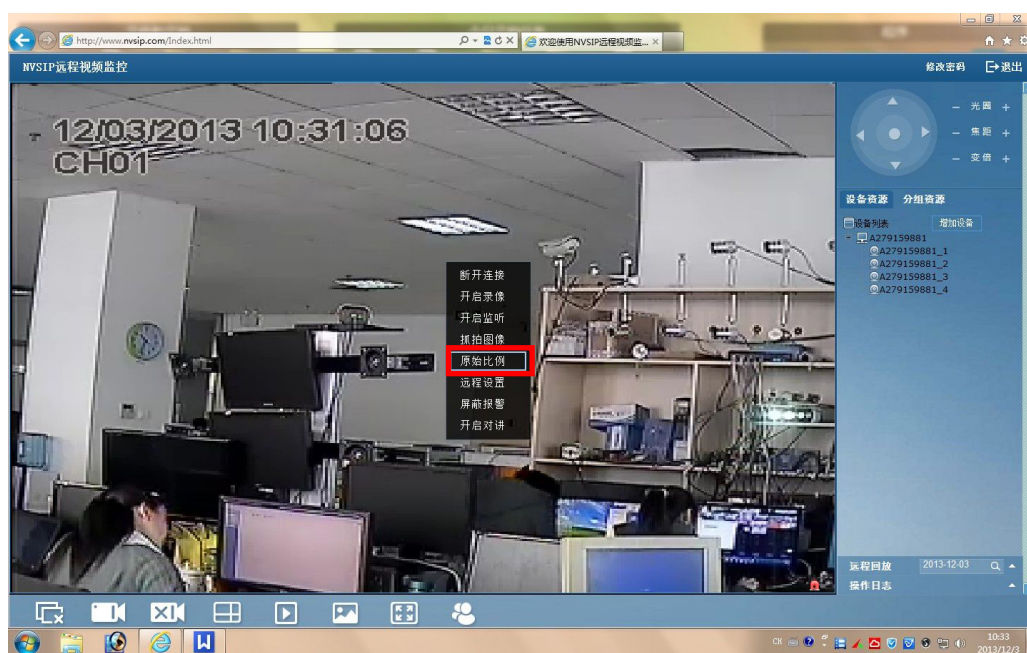 http://www.nvsip.com/Index.html
欢迎使用NVSIP远程视频监...
NVSIP远程视频监控
修改密码
退出
12/03/2013 10:31:06
CH01
光圈
焦距
变倍
设备资源 分组资源
设备列表 增加设备
A279159881
A279159881_1
A279159881_2
A279159881_3
A279159881_4
断开连接
开启录像
开启监听
抓拍图像
原始比例
远程设置
屏蔽报警
开启对讲
远程回放 2013-12-03
操作日志
CH
10:33
2013/12/3